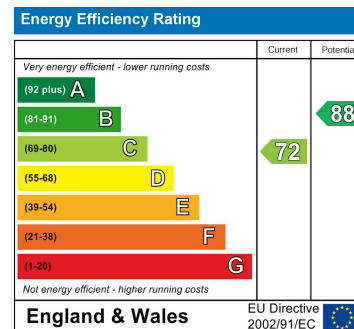 Energy Efficiency Rating
Current Potentia
Very energy efficient - lower running costs
(92 plus) A
(81-91) B
88
(69-80) C
72
(55-68) D
(39-54) E
(21-38) F
(1-20) G
Not energy efficient - higher running costs
England & Wales
EU Directive
2002/91/EC